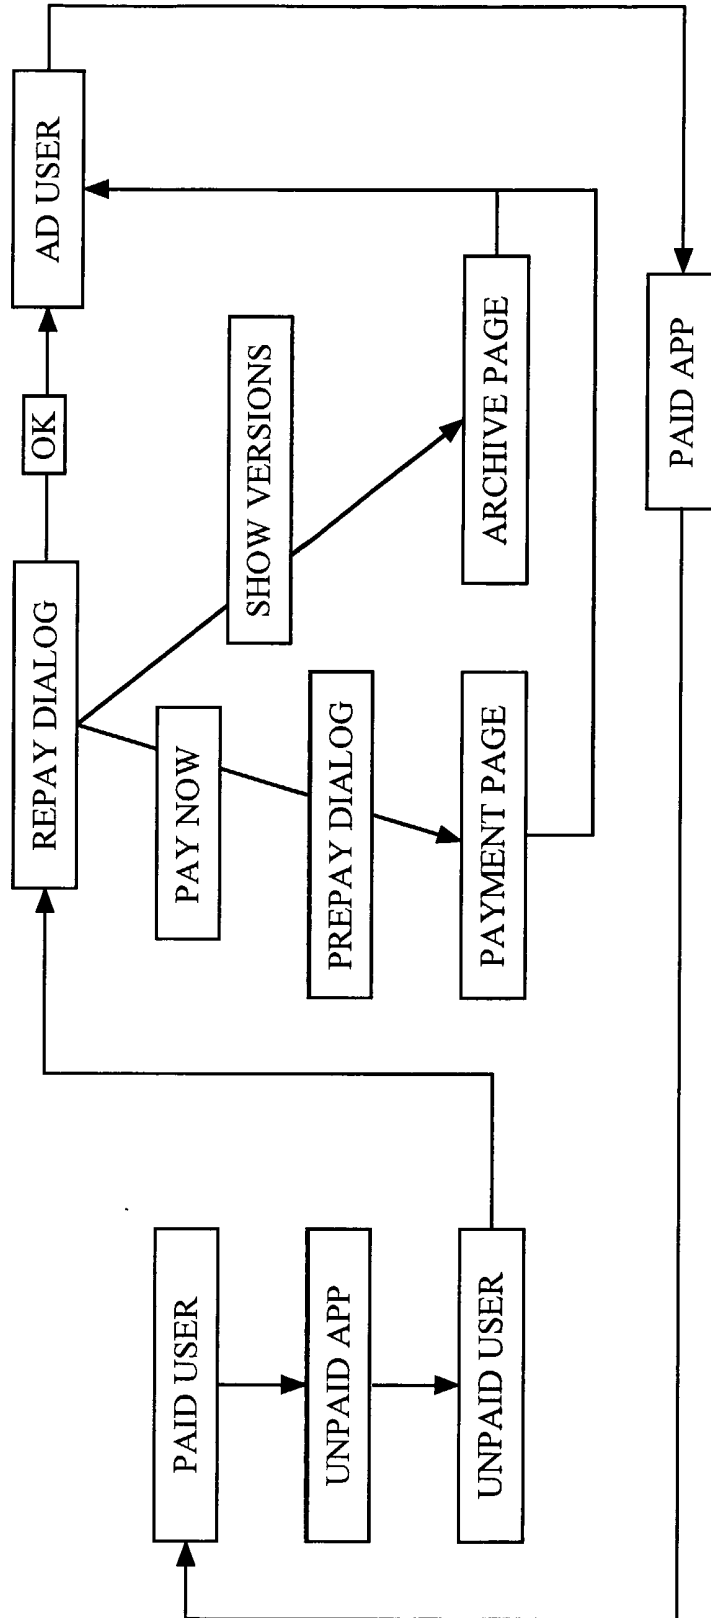 PAID USER
UNPAID APP
UNPAID USER
REPAY DIALOG
PAY NOW
PREPAY DIALOG
PAYMENT PAGE
SHOW VERSIONS
ARCHIVE PAGE
OK
AD USER
PAID APP